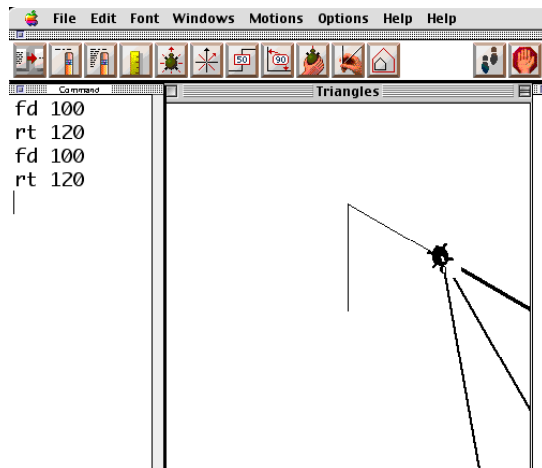 File Edit Font Windows Motions Options Help Help
50
90
Command
Triangles
fd 100
rt 120
fd 100
rt 120